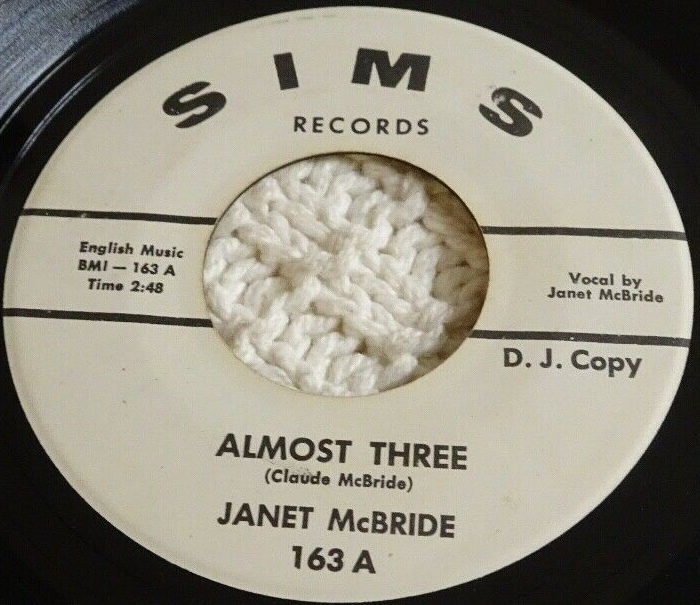 SIMS
RECORDS
English Music
BMI — 163 A
Time 2:48
Vocal by
Janet McBride
D. J. Copy
ALMOST THREE
(Claude McBride)
JANET McBRIDE
163 A